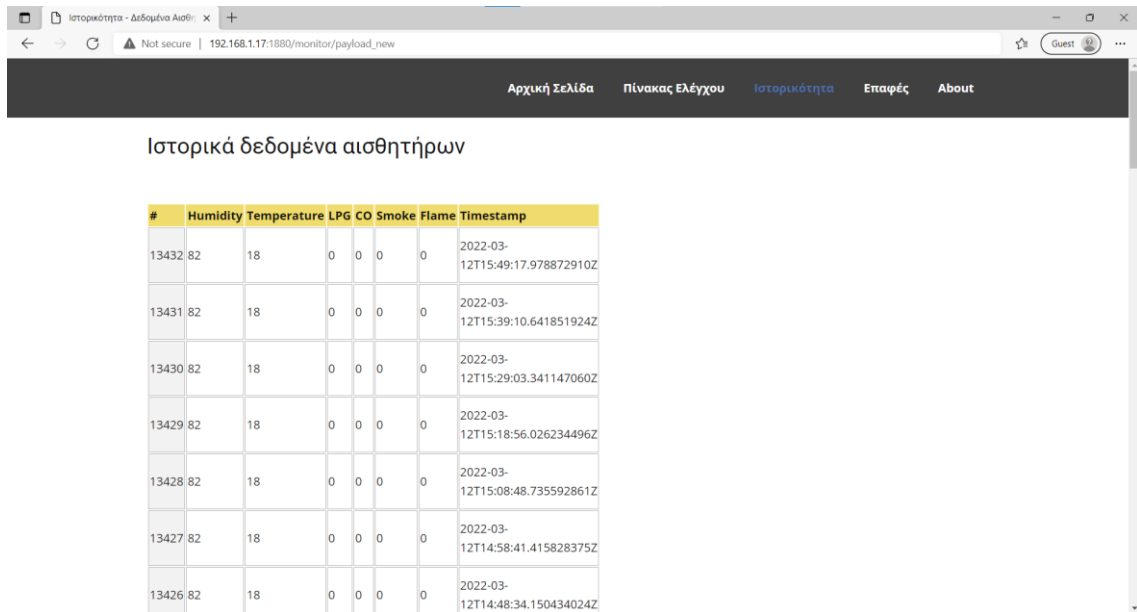 Ιστορικότητα - Δεδομένα Αισθη
Not secure | 192.168.1.17:1880/monitor/payload_new
Guest
Αρχική Σελίδα Πίνακας Ελέγχου Ιστορικότητα Επαφές About
Ιστορικά δεδομένα αισθητήρων
# Humidity Temperature LPG CO Smoke Flame Timestamp
13432 82 18 0 0 0 0 2022-03-
12T15:49:17.978872910Z
13431 82 18 0 0 0 0 2022-03-
12T15:39:10.641851924Z
13430 82 18 0 0 0 0 2022-03-
12T15:29:03.341147060Z
13429 82 18 0 0 0 0 2022-03-
12T15:18:56.026234496Z
13428 82 18 0 0 0 0 2022-03-
12T15:08:48.735592861Z
13427 82 18 0 0 0 0 2022-03-
12T14:58:41.415828375Z
13426 82 18 0 0 0 0 2022-03-
12T14:48:34.150434024Z